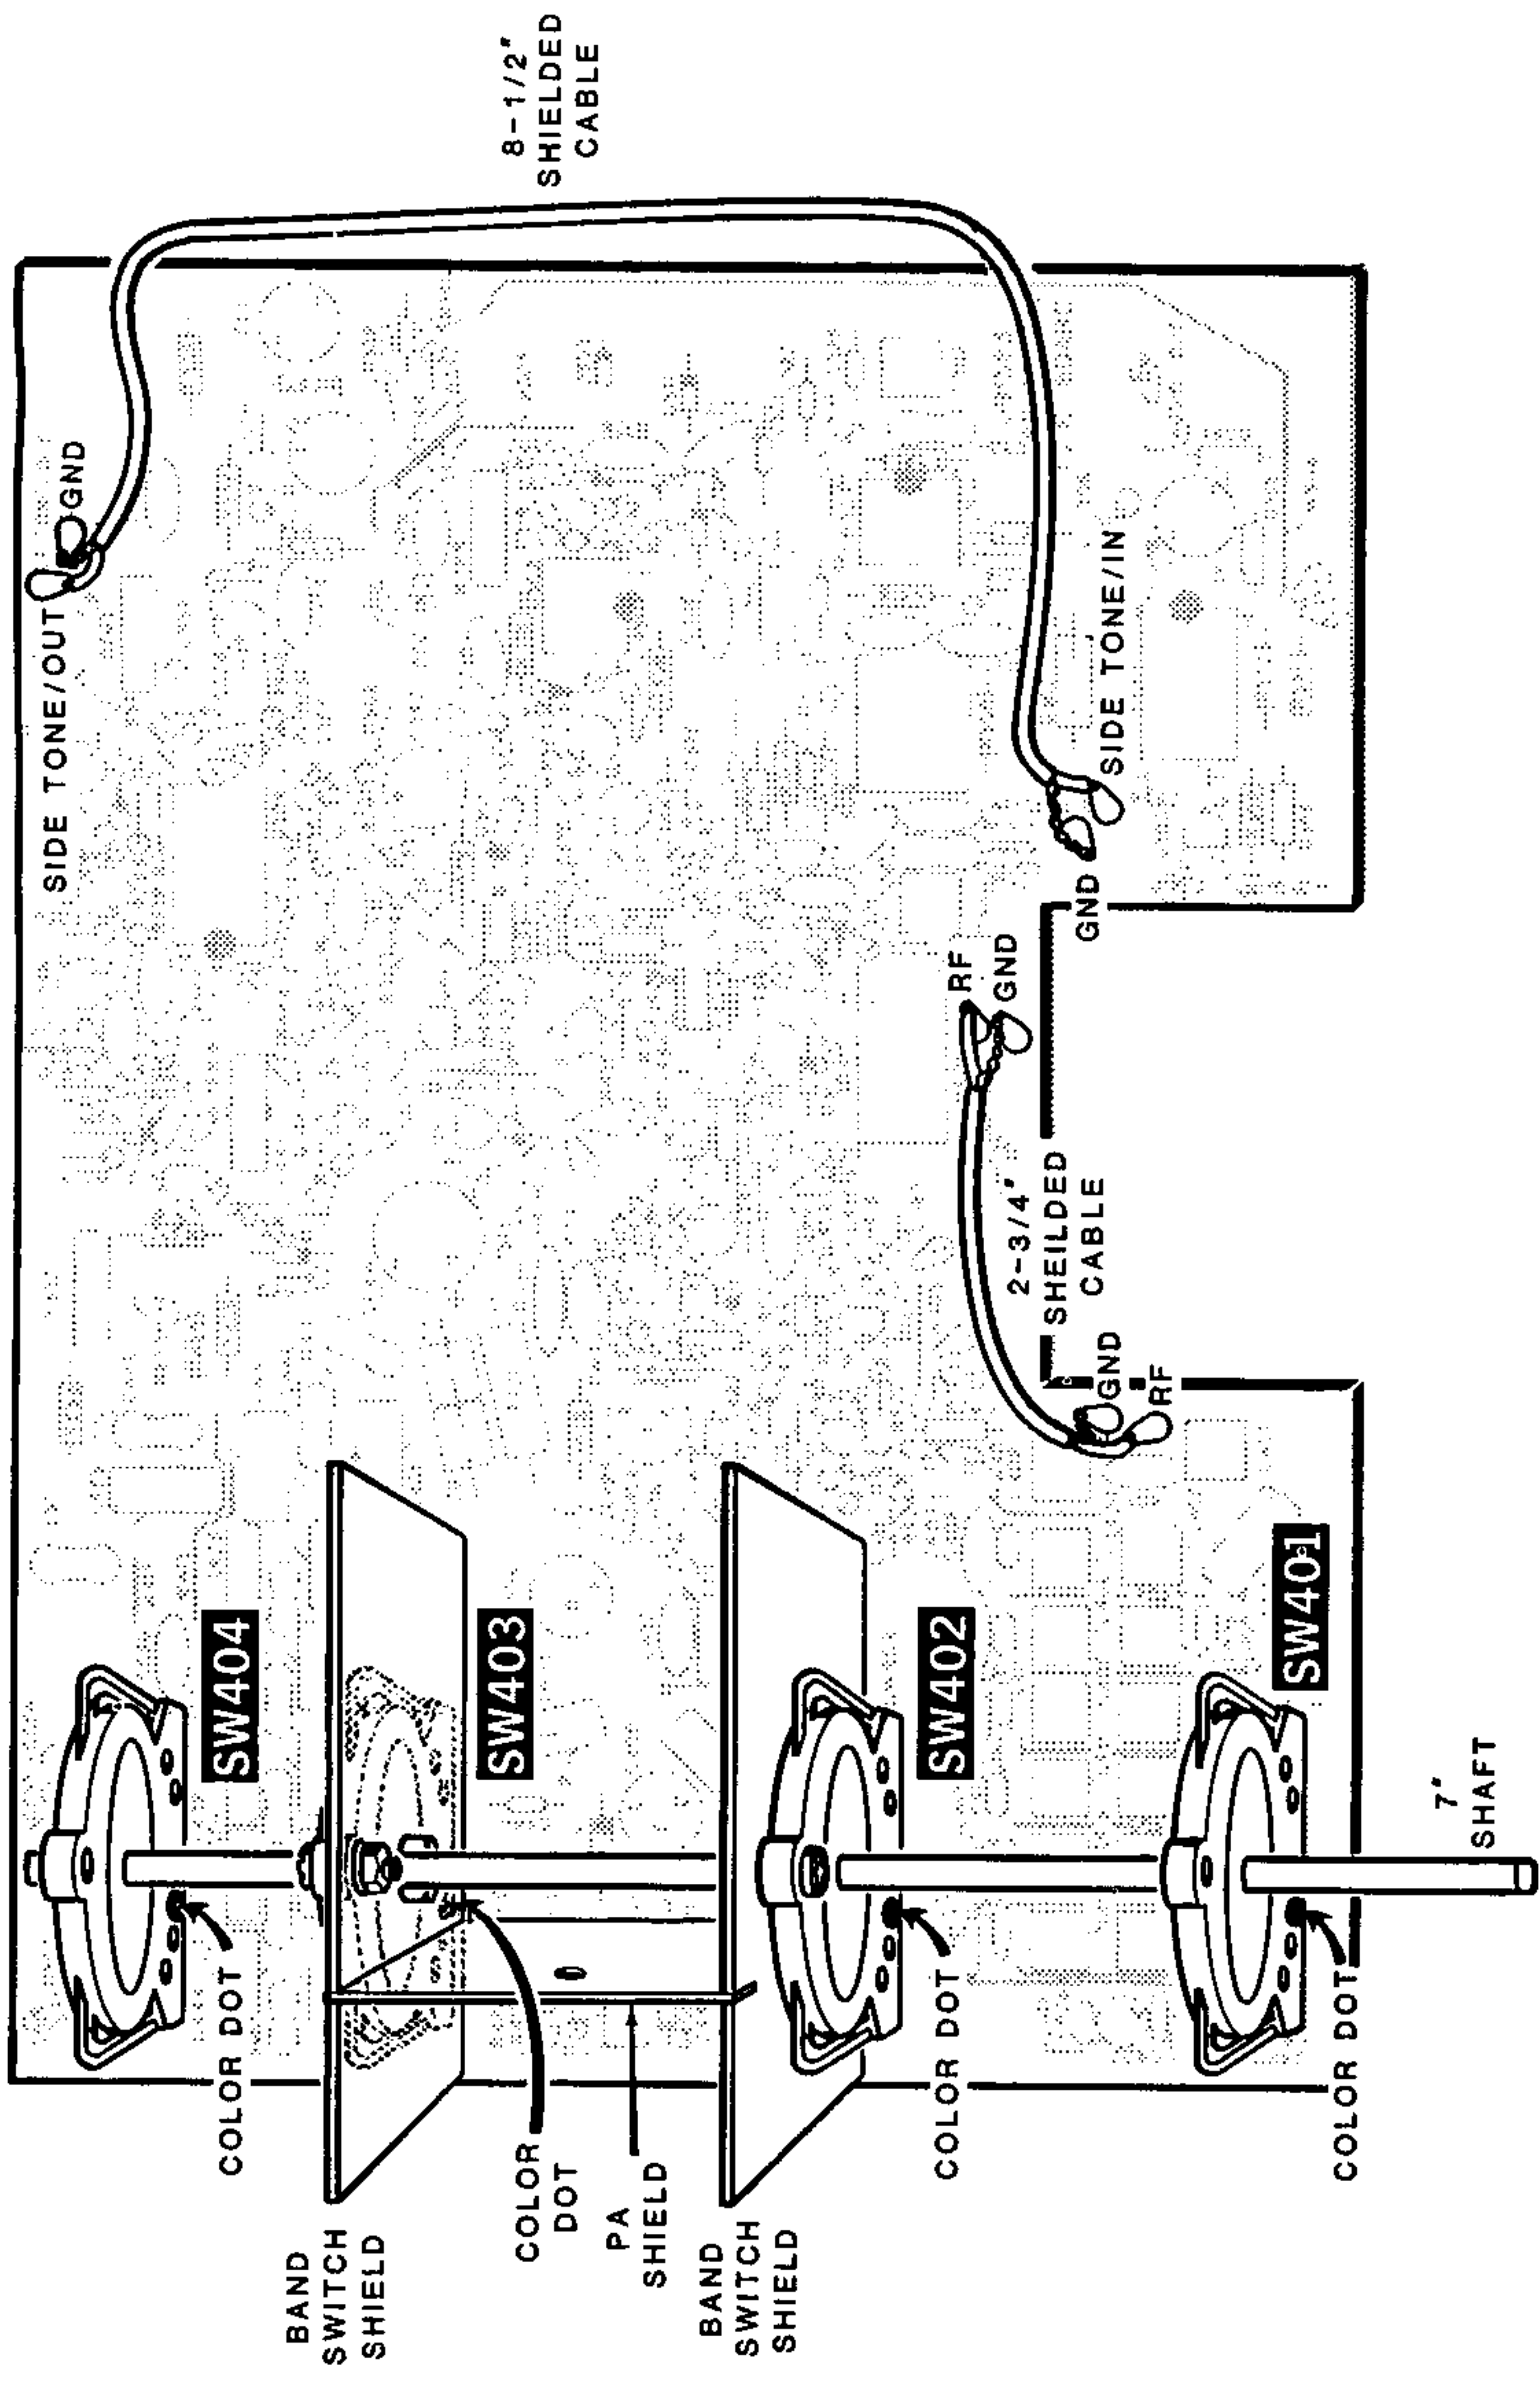 8-1/2"
SHIELDED
CABLE
GND
SIDE TONE/OUT
SIDE TONE/IN
GND
RF
GND
2-3/4"
SHEILDED
CABLE
GND
RF
SW404
SW403
SW402
SW401
7"
SHAFT
COLOR DOT
COLOR
DOT
COLOR DOT
COLOR DOT
PA
SHIELD
BAND
SWITCH
SHIELD
BAND
SWITCH
SHIELD